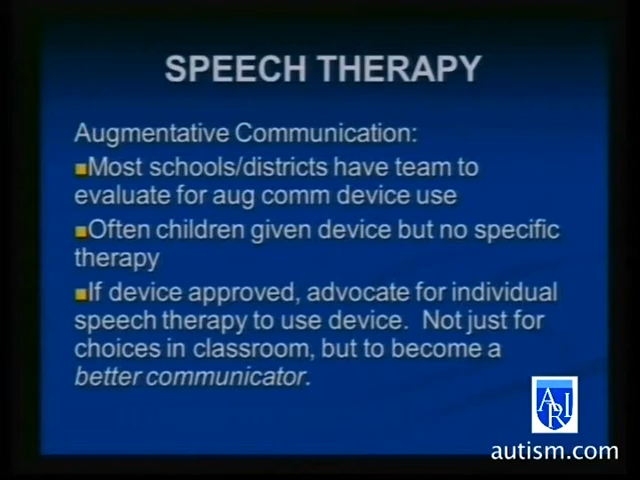 SPEECH THERAPY
Augmentative Communication:
■Most schools/districts have team to
evaluate for aug comm device use
■Often children given device but no specific
therapy
■If device approved, advocate for individual
speech therapy to use device. Not just for
choices in classroom, but to become a
better communicator.
ARI
autism.com